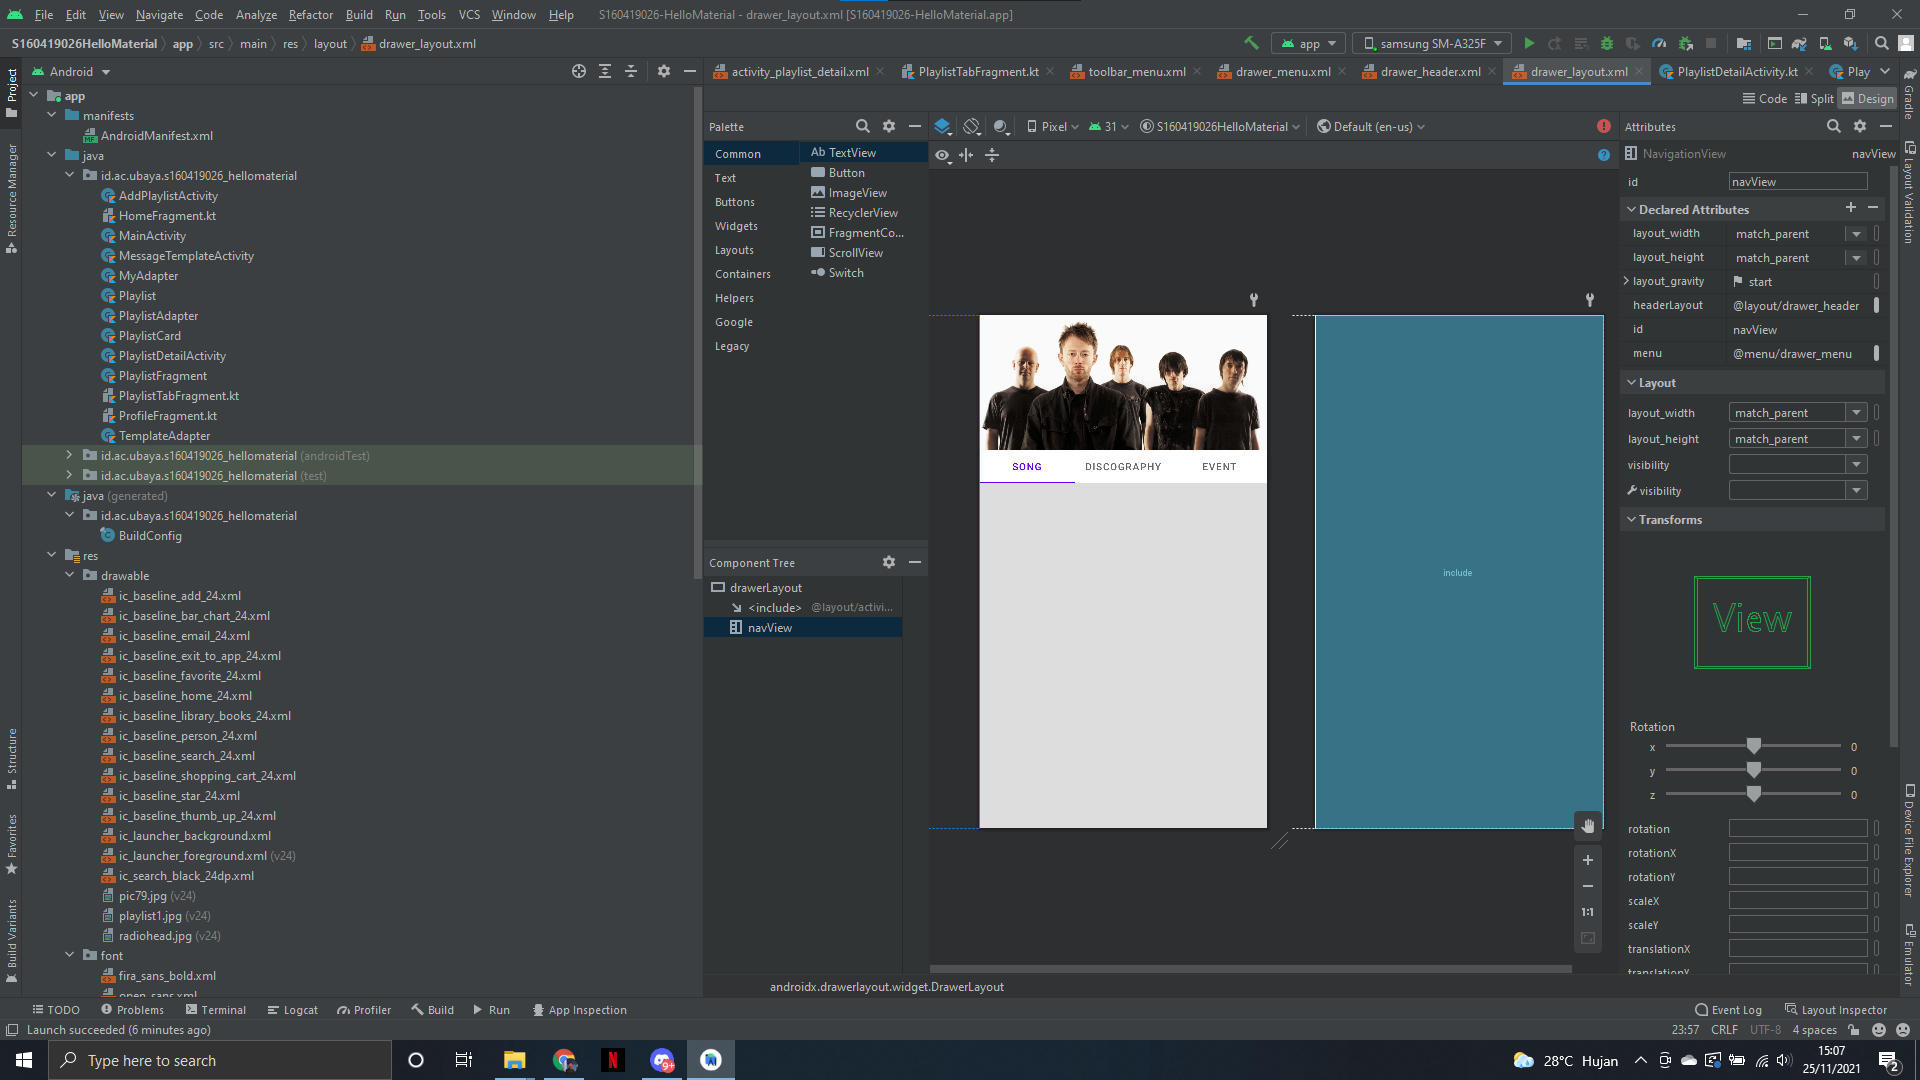 File Edit View Navigate Code Analyze Refactor Build Run Tools VCS Window Help S160419026-HelloMaterial - drawer_layout.xml [S160419026-HelloMaterial.app]
S160419026HelloMaterial app src main res layout drawer_layout.xml
app samsung SM-A325F
Project
Resource Manager
Structure
Favorites
Build Variants
Android
app
manifests
AndroidManifest.xml
java
id.ac.ubaya.s160419026_hellomaterial
AddPlaylistActivity
HomeFragment.kt
MainActivity
MessageTemplateActivity
MyAdapter
Playlist
PlaylistAdapter
PlaylistCard
PlaylistDetailActivity
PlaylistFragment
PlaylistTabFragment.kt
ProfileFragment.kt
TemplateAdapter
id.ac.ubaya.s160419026_hellomaterial (androidTest)
id.ac.ubaya.s160419026_hellomaterial (test)
java (generated)
id.ac.ubaya.s160419026_hellomaterial
BuildConfig
res
drawable
ic_baseline_add_24.xml
ic_baseline_bar_chart_24.xml
ic_baseline_email_24.xml
ic_baseline_exit_to_app_24.xml
ic_baseline_favorite_24.xml
ic_baseline_home_24.xml
ic_baseline_library_books_24.xml
ic_baseline_person_24.xml
ic_baseline_search_24.xml
ic_baseline_shopping_cart_24.xml
ic_baseline_star_24.xml
ic_baseline_thumb_up_24.xml
ic_launcher_background.xml
ic_launcher_foreground.xml (v24)
ic_search_black_24dp.xml
pic79.jpg (v24)
playlist1.jpg (v24)
radiohead.jpg (v24)
font
fira_sans_bold.xml
open_sans.xml
activity_playlist_detail.xml PlaylistTabFragment.kt toolbar_menu.xml drawer_menu.xml drawer_header.xml drawer_layout.xml PlaylistDetailActivity.kt Play
Code Split Design
Palette
Common
Text
Buttons
Widgets
Layouts
Containers
Helpers
Google
Legacy
Ab TextView
Button
ImageView
RecyclerView
FragmentCo...
ScrollView
Switch
Component Tree
drawerLayout
<include> @layout/activi...
navView
Pixel 31 S160419026HelloMaterial Default (en-us)
SONG DISCOGRAPHY EVENT
include
1:1
androidx.drawerlayout.widget.DrawerLayout
Attributes
NavigationView navView
id navView
Declared Attributes
layout_width match_parent
layout_height match_parent
layout_gravity start
headerLayout @layout/drawer_header
id navView
menu @menu/drawer_menu
Layout
layout_width match_parent
layout_height match_parent
visibility
visibility
Transforms
View
Rotation
x 0
y 0
z 0
rotation
rotationX
rotationY
scaleX
scaleY
translationX
translationY
Gradle
Layout Validation
Device File Explorer
Emulator
TODO Problems Terminal Logcat Profiler Build Run App Inspection Event Log Layout Inspector
Launch succeeded (6 minutes ago) 23:57 CRLF UTF-8 4 spaces
Type here to search
9+
28°C Hujan
15:07
25/11/2021
2